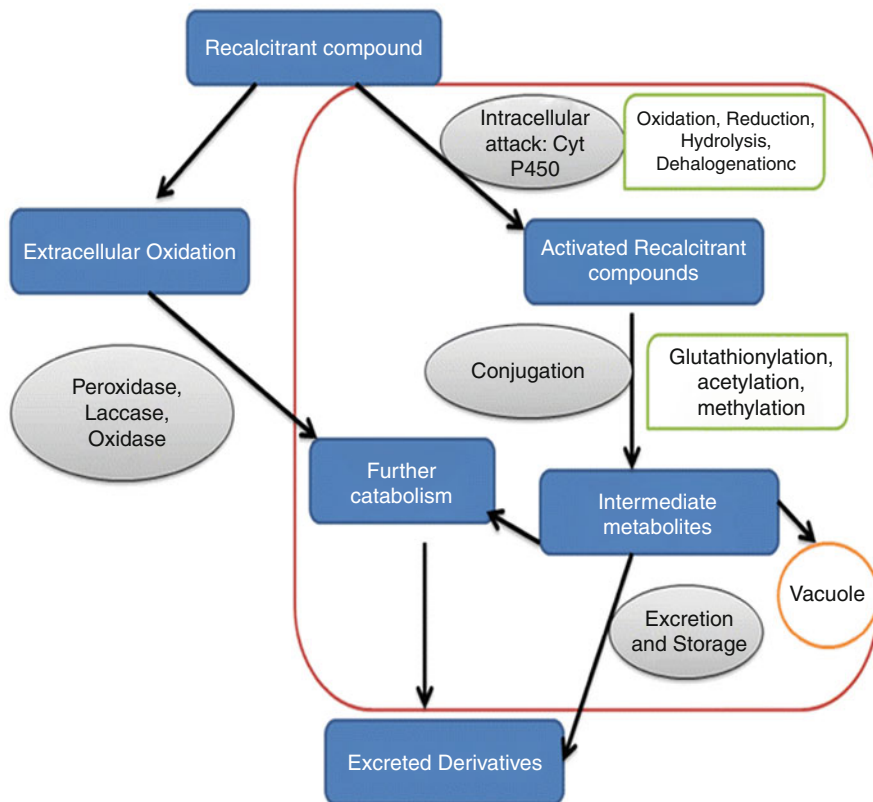 Recalcitrant compound
Intracellular
attack: Cyt
P450
Oxidation, Reduction,
Hydrolysis,
Dehalogenationc
Extracellular Oxidation
Activated Recalcitrant
compounds
Peroxidase,
Laccase,
Oxidase
Conjugation
Glutathionylation,
acetylation,
methylation
Further
catabolism
Intermediate
metabolites
Vacuole
Excretion
and Storage
Excreted Derivatives